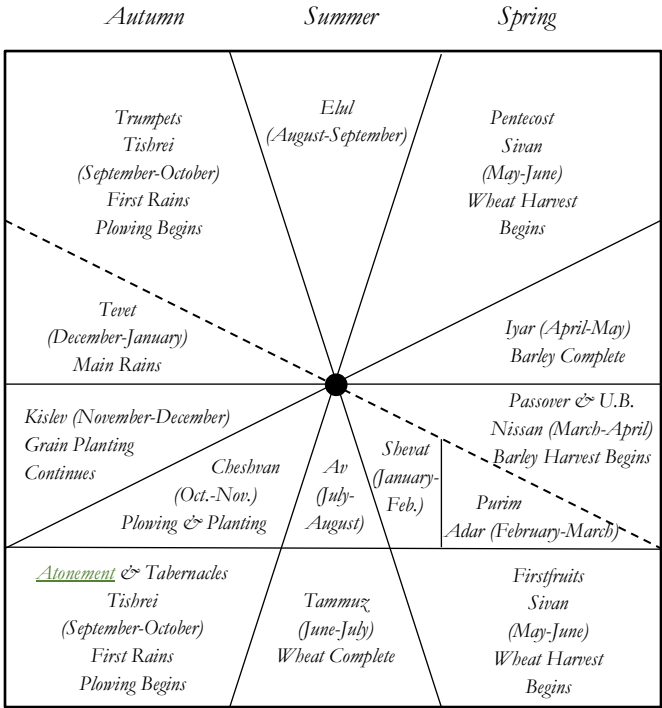 Autumn
Summer
Spring
Trumpets
Tishrei
(September-October)
First Rains
Plowing Begins
Elul
(August-September)
Pentecost
Sivan
(May-June)
Wheat Harvest
Begins
Tevet
(December-January)
Main Rains
Iyar (April-May)
Barley Complete
Kislev (November-December)
Grain Planting
Continues
Cheshvan
(Oct.-Nov.)
Plowing & Planting
Av
(July-
August)
Shevat
(January-
Feb.)
Passover & U.B.
Nissan (March-April)
Barley Harvest Begins
Purim
Adar (February-March)
Atonement & Tabernacles
Tishrei
(September-October)
First Rains
Plowing Begins
Tammuz
(June-July)
Wheat Complete
Firstfruits
Sivan
(May-June)
Wheat Harvest
Begins